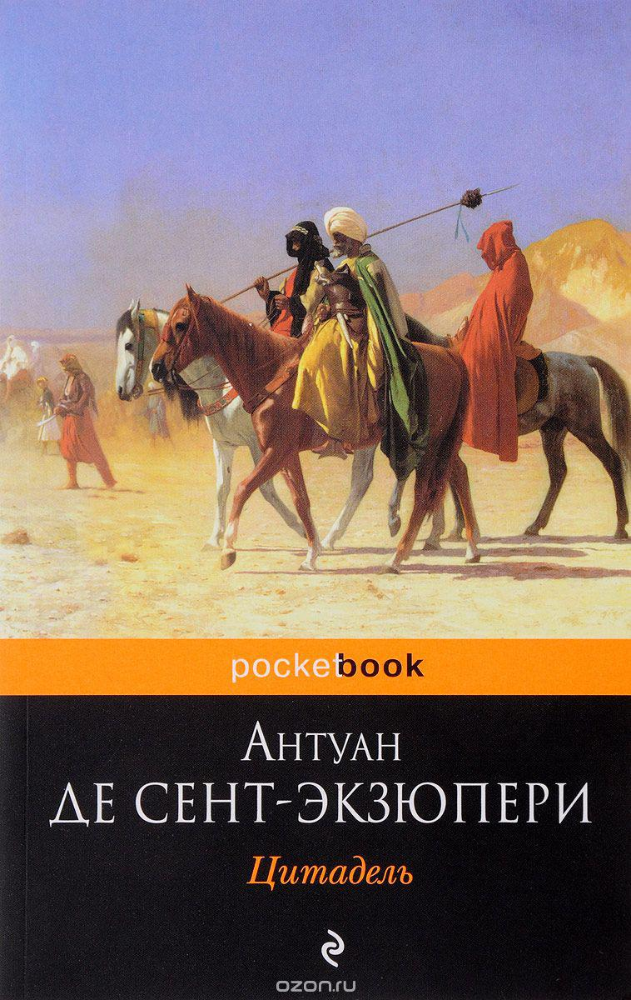 pocketbook
Антуан
де Сент-Экзюпери
Цитадель
ozon.ru